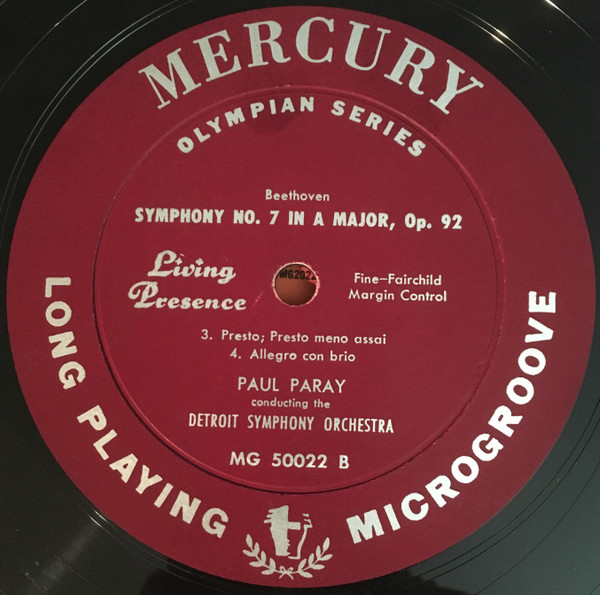 MERCURY
OLYMPIAN SERIES
Beethoven
SYMPHONY NO. 7 IN A MAJOR, Op. 92
Living
Presence
Fine-Fairchild
Margin Control
3. Presto; Presto meno assai
4. Allegro con brio
PAUL PARAY
conducting the
DETROIT SYMPHONY ORCHESTRA
MG 50022 B
LONG PLAYING MICROGROOVE